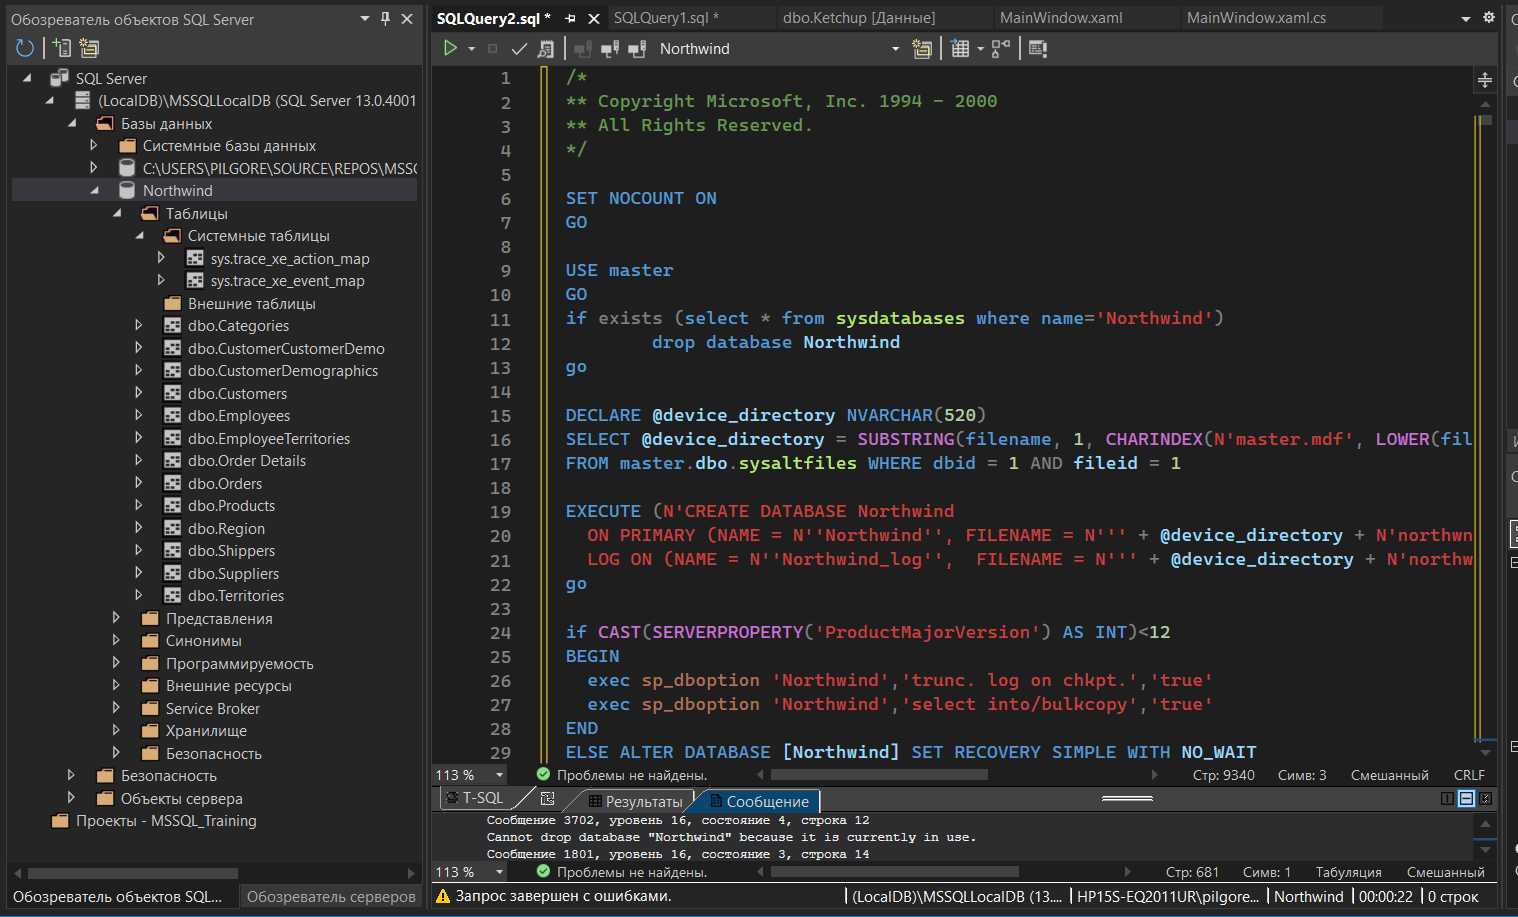 Обозреватель объектов SQL Server
SQL Server
(LocalDB)\MSSQLLocalDB (SQL Server 13.0.4001
Базы данных
Системные базы данных
C:\USERS\PILGORE\SOURCE\REPOS\MSSC
Northwind
Таблицы
Системные таблицы
sys.trace_xe_action_map
sys.trace_xe_event_map
Внешние таблицы
dbo.Categories
dbo.CustomerCustomerDemo
dbo.CustomerDemographics
dbo.Customers
dbo.Employees
dbo.EmployeeTerritories
dbo.Order Details
dbo.Orders
dbo.Products
dbo.Region
dbo.Shippers
dbo.Suppliers
dbo.Territories
Представления
Синонимы
Программируемость
Внешние ресурсы
Service Broker
Хранилище
Безопасность
Безопасность
Объекты сервера
Проекты - MSSQL_Training
Обозреватель объектов SQL... Обозреватель серверов
SQLQuery2.sql * SQLQuery1.sql * dbo.Ketchup [Данные] MainWindow.xaml MainWindow.xaml.cs
Northwind
1 /*
2 ** Copyright Microsoft, Inc. 1994 - 2000
3 ** All Rights Reserved.
4 */
5
6 SET NOCOUNT ON
7 GO
8
9 USE master
10 GO
11 if exists (select * from sysdatabases where name='Northwind')
12 drop database Northwind
13 go
14
15 DECLARE @device_directory NVARCHAR(520)
16 SELECT @device_directory = SUBSTRING(filename, 1, CHARINDEX(N'master.mdf', LOWER(fil
17 FROM master.dbo.sysaltfiles WHERE dbid = 1 AND fileid = 1
18
19 EXECUTE (N'CREATE DATABASE Northwind
20 ON PRIMARY (NAME = N''Northwind'', FILENAME = N''' + @device_directory + N'northwn
21 LOG ON (NAME = N''Northwind_log'', FILENAME = N''' + @device_directory + N'northw
22 go
23
24 if CAST(SERVERPROPERTY('ProductMajorVersion') AS INT)<12
25 BEGIN
26 exec sp_dboption 'Northwind','trunc. log on chkpt.','true'
27 exec sp_dboption 'Northwind','select into/bulkcopy','true'
28 END
29 ELSE ALTER DATABASE [Northwind] SET RECOVERY SIMPLE WITH NO_WAIT
113 % Проблемы не найдены. Стр: 9340 Симв: 3 Смешанный CRLF
T-SQL Результаты Сообщение
Сообщение 3702, уровень 16, состояние 4, строка 12
Cannot drop database "Northwind" because it is currently in use.
Сообщение 1801, уровень 16, состояние 3, строка 14
113 % Проблемы не найдены. Стр: 681 Симв: 1 Табуляция Смешанный
Запрос завершен с ошибками. (LocalDB)\MSSQLLocalDB (13.... HP15S-EQ2011UR\pilgore... Northwind 00:00:22 0 строк